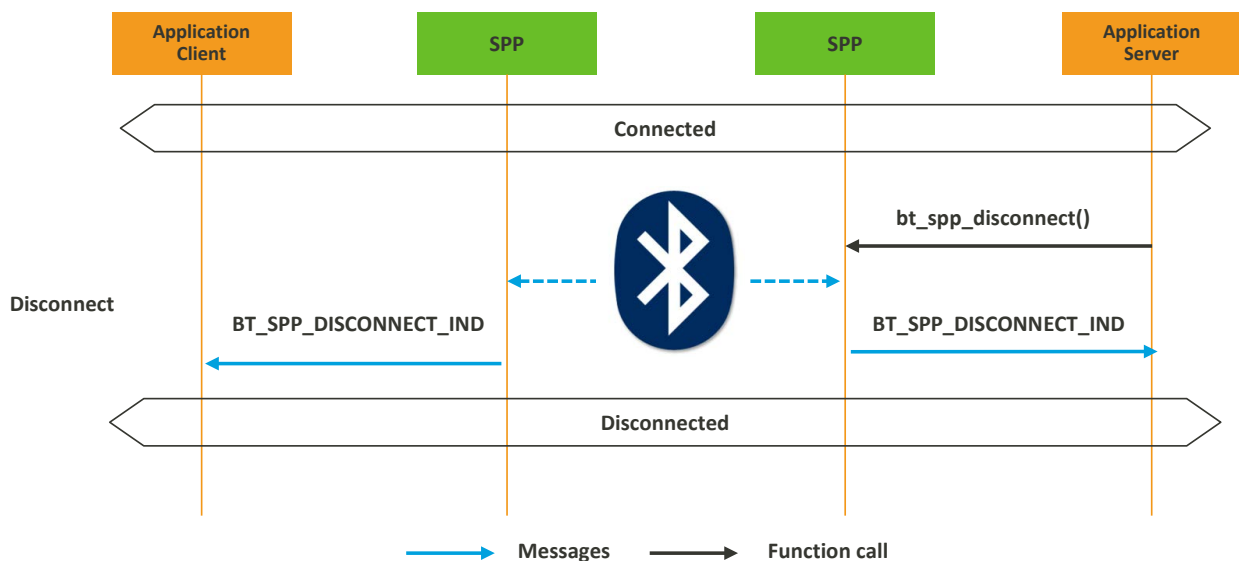 Application
Client
SPP
SPP
Application
Server
Connected
bt_spp_disconnect()
Disconnect
BT_SPP_DISCONNECT_IND
BT_SPP_DISCONNECT_IND
Disconnected
Messages
Function call